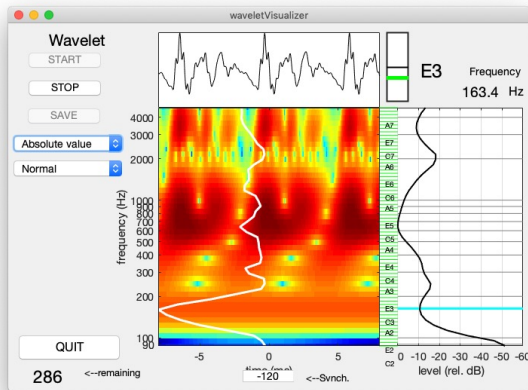 waveletVisualizer
Wavelet
START
STOP
SAVE
Absolute value
Normal
E3
Frequency
163.4 Hz
frequency (Hz)
4000
3000
2000
1000
900
800
700
600
500
400
300
200
100
90
A7
E7
C7
A6
E6
C6
A5
E5
C5
A4
E4
C4
A3
E3
C3
A2
E2
C2
-5
0
5
-120
<--Synch.
0
-10
-20
-30
-40
-50
-60
level (rel. dB)
QUIT
286
<--remaining